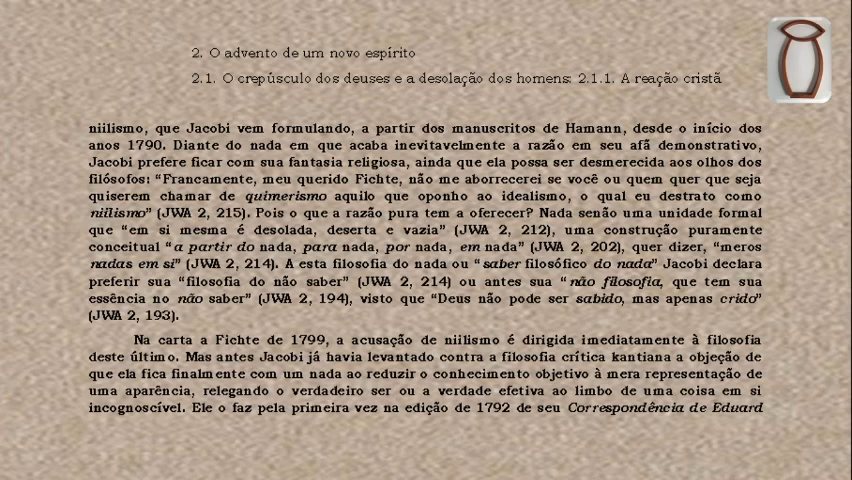 2. O advento de um novo espírito
2.1. O crepúsculo dos deuses e a desolação dos homens: 2.1.1. A reação cristã
niilismo, que Jacobi vem formulando, a partir dos manuscritos de Hamann, desde o início dos
anos 1790. Diante do nada em que acaba inevitavelmente a razão em seu afã demonstrativo,
Jacobi prefere ficar com sua fantasia religiosa, ainda que ela possa ser desmerecida aos olhos dos
filósofos: “Francamente, meu querido Fichte, não me aborrecerei se você ou quem quer que seja
quiserem chamar de quimerismo aquilo que oponho ao idealismo, o qual eu destrato como
niilismo” (JWA 2, 215). Pois o que a razão pura tem a oferecer? Nada senão uma unidade formal
que “em si mesma é desolada, deserta e vazia” (JWA 2, 212), uma construção puramente
conceitual “a partir do nada, para nada, por nada, em nada” (JWA 2, 202), quer dizer, “meros
nadas em si” (JWA 2, 214). A esta filosofia do nada ou “saber filosófico do nada” Jacobi declara
preferir sua “filosofia do não saber” (JWA 2, 214) ou antes sua “não filosofia, que tem sua
essência no não saber” (JWA 2, 194), visto que “Deus não pode ser sabido, mas apenas crido”
(JWA 2, 193).
Na carta a Fichte de 1799, a acusação de niilismo é dirigida imediatamente à filosofia
deste último. Mas antes Jacobi já havia levantado contra a filosofia crítica kantiana a objeção de
que ela fica finalmente com um nada ao reduzir o conhecimento objetivo à mera representação de
uma aparência, relegando o verdadeiro ser ou a verdade efetiva ao limbo de uma coisa em si
incognoscível. Ele o faz pela primeira vez na edição de 1792 de seu Correspondência de Eduard